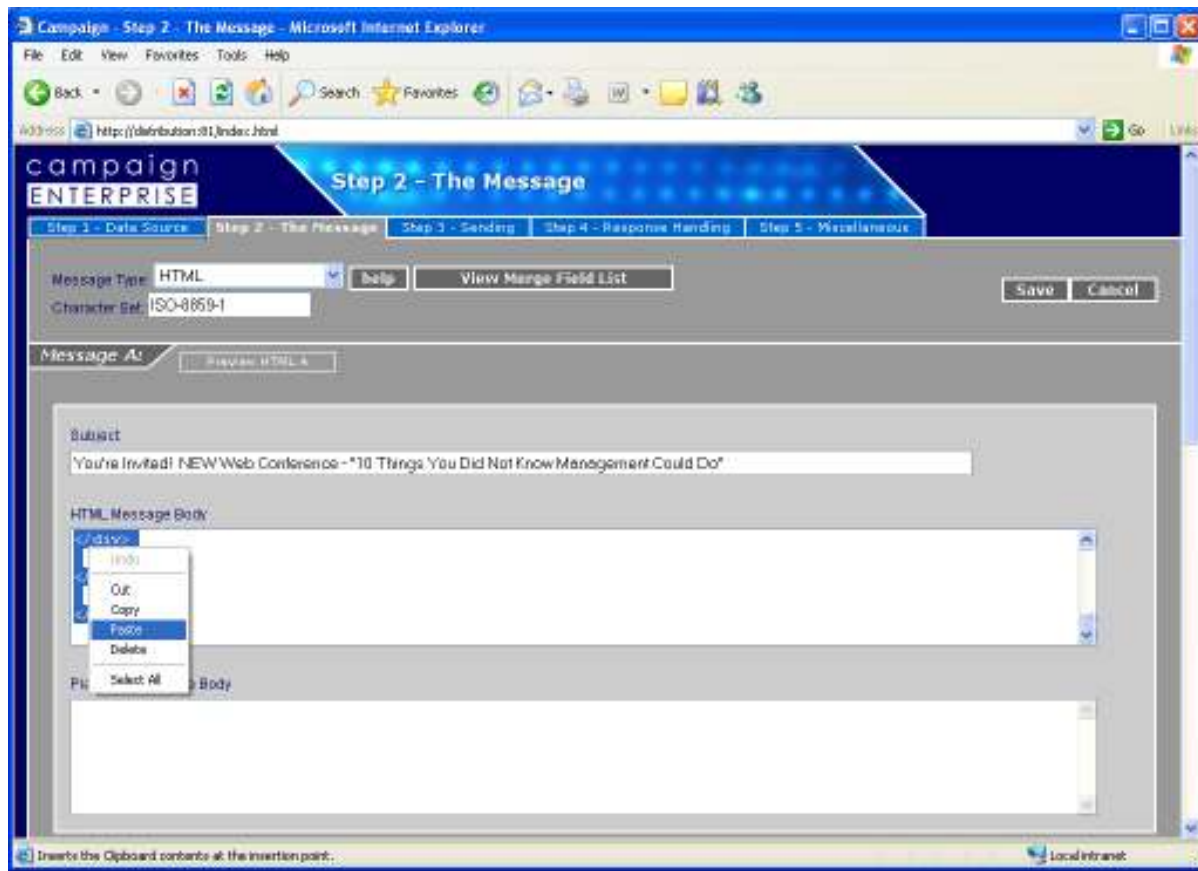 Campaign - Step 2 - The Message - Microsoft Internet Explorer
File Edit View Favorites Tools Help
Back Search Favorites
Address http://distribution:81/index.html Go Links
campaign
ENTERPRISE
Step 2 - The Message
Step 1 - Data Source Step 2 - The Message Step 3 - Sending Step 4 - Response Handling Step 5 - Miscellaneous
Message Type: HTML help View Merge Field List
Character Set: ISO-8859-1
Save Cancel
Message A: Preview HTML A
Subject
You're Invited! NEW Web Conference - "10 Things You Did Not Know Management Could Do"
HTML Message Body
</div>
Undo
Cut
Copy
Paste
Delete
Select All
Body
Inserts the Clipboard contents at the insertion point.
Local intranet